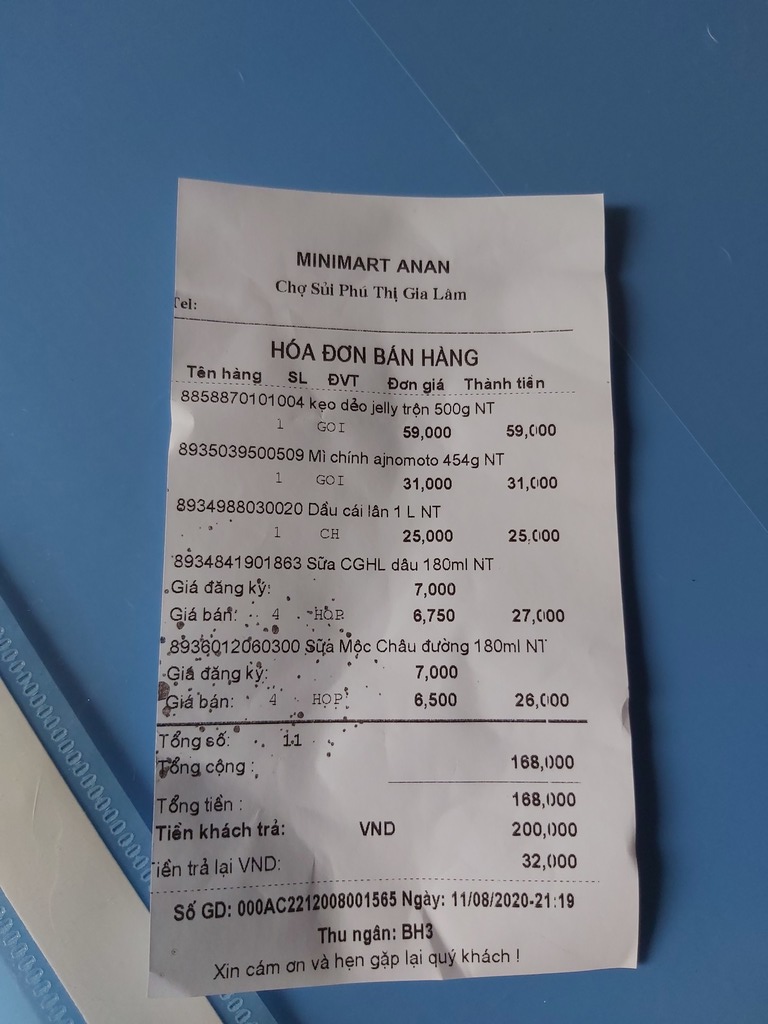 MINIMART ANAN
Chợ Sủi Phú Thị Gia Lâm
Tel:
HÓA ĐƠN BÁN HÀNG
Tên hàng SL ĐVT Đơn giá Thành tiền
8858870101004 kẹo dẻo jelly trộn 500g NT
1 GOI 59,000 59,000
8935039500509 Mì chính ajnomoto 454g NT
1 GOI 31,000 31,000
8934988030020 Dầu cái lân 1 L NT
1 CH 25,000 25,000
8934841901863 Sữa CGHL dâu 180ml NT
Giá đăng ký: 7,000
Giá bán: 4 HOP 6,750 27,000
8936012060300 Sữa Mộc Châu đường 180ml NT
Giá đăng ký: 7,000
Giá bán: 4 HOP 6,500 26,000
Tổng số: 11
Tổng cộng : 168,000
Tổng tiền : 168,000
Tiền khách trả: VND 200,000
iền trả lại VND: 32,000
Số GD: 000AC2212008001565 Ngày: 11/08/2020-21:19
Thu ngân: BH3
Xin cám ơn và hẹn gặp lại quý khách !